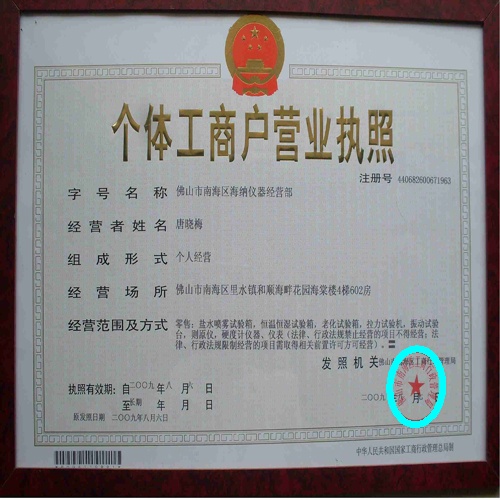 个体工商户营业执照
注册号 440682600671963
字号名称 佛山市南海区海纳仪器经营部
经营者姓名 唐晓梅
组成形式 个人经营
经营场所 佛山市南海区里水镇和顺海畔花园海棠楼4梯602房
经营范围及方式 零售:盐水喷雾试验箱,恒温恒湿试验箱,老化试验箱,拉力试验机,振动试验
台,测厚仪,硬度计仪器、仪表(法律、行政法规禁止经营的项目不得经营;法
律、行政法规限制经营的项目需取得相关前置许可方可经营)。
发照机关 佛山市南海区工商行政管理局
执照有效期:自二〇〇九年八月 日
二〇〇九年八月 日
至长期年月日
原发照日期 二〇〇九年八月六日
中华人民共和国国家工商行政管理总局制